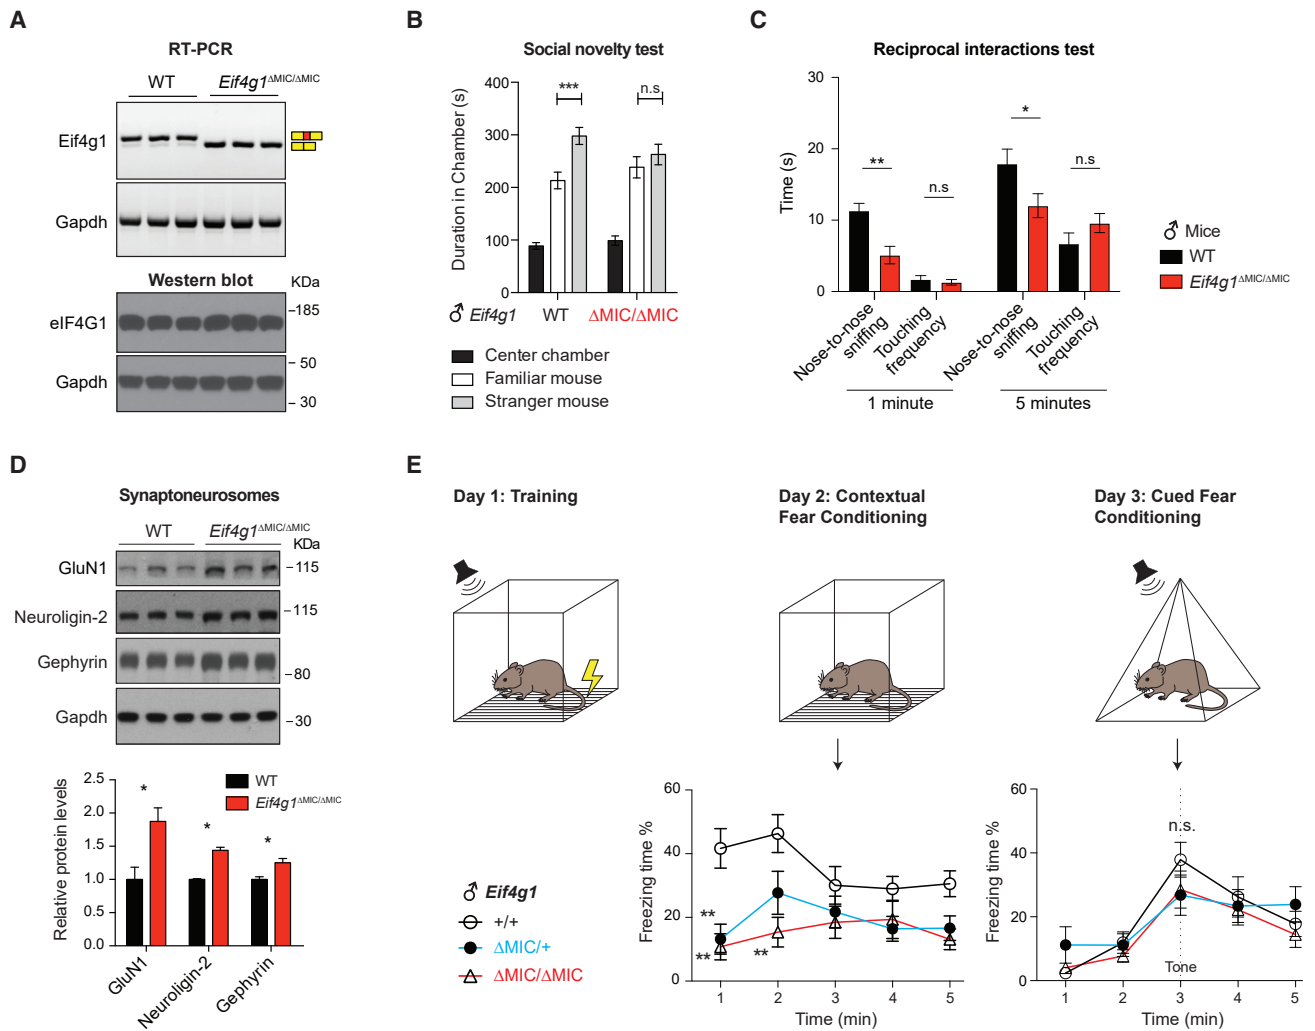 A
RT-PCR
WT
Eif4g1ΔMIC/ΔMIC
Eif4g1
Gapdh
Western blot
KDa
eIF4G1
–185
Gapdh
– 50
– 30
B
Social novelty test
Duration in Chamber (s)
400
300
200
100
0
***
n.s
♂ Eif4g1
WT
ΔMIC/ΔMIC
Center chamber
Familiar mouse
Stranger mouse
C
Reciprocal interactions test
Time (s)
30
20
10
0
**
n.s
*
n.s
Nose-to-nose sniffing
Touching frequency
Nose-to-nose sniffing
Touching frequency
1 minute
5 minutes
♂ Mice
WT
Eif4g1ΔMIC/ΔMIC
D
Synaptoneurosomes
WT
Eif4g1ΔMIC/ΔMIC
KDa
GluN1
–115
Neuroligin-2
– 115
Gephyrin
–80
Gapdh
–30
Relative protein levels
2.5
2.0
1.5
1.0
0.5
0.0
*
*
*
WT
Eif4g1ΔMIC/ΔMIC
GluN1
Neuroligin-2
Gephyrin
E
Day 1: Training
Day 2: Contextual
Fear Conditioning
Day 3: Cued Fear
Conditioning
♂ Eif4g1
+/+
ΔMIC/+
ΔMIC/ΔMIC
Freezing time %
60
40
20
0
**
**
**
1 2 3 4 5
Time (min)
Freezing time %
60
40
20
0
n.s.
Tone
1 2 3 4 5
Time (min)